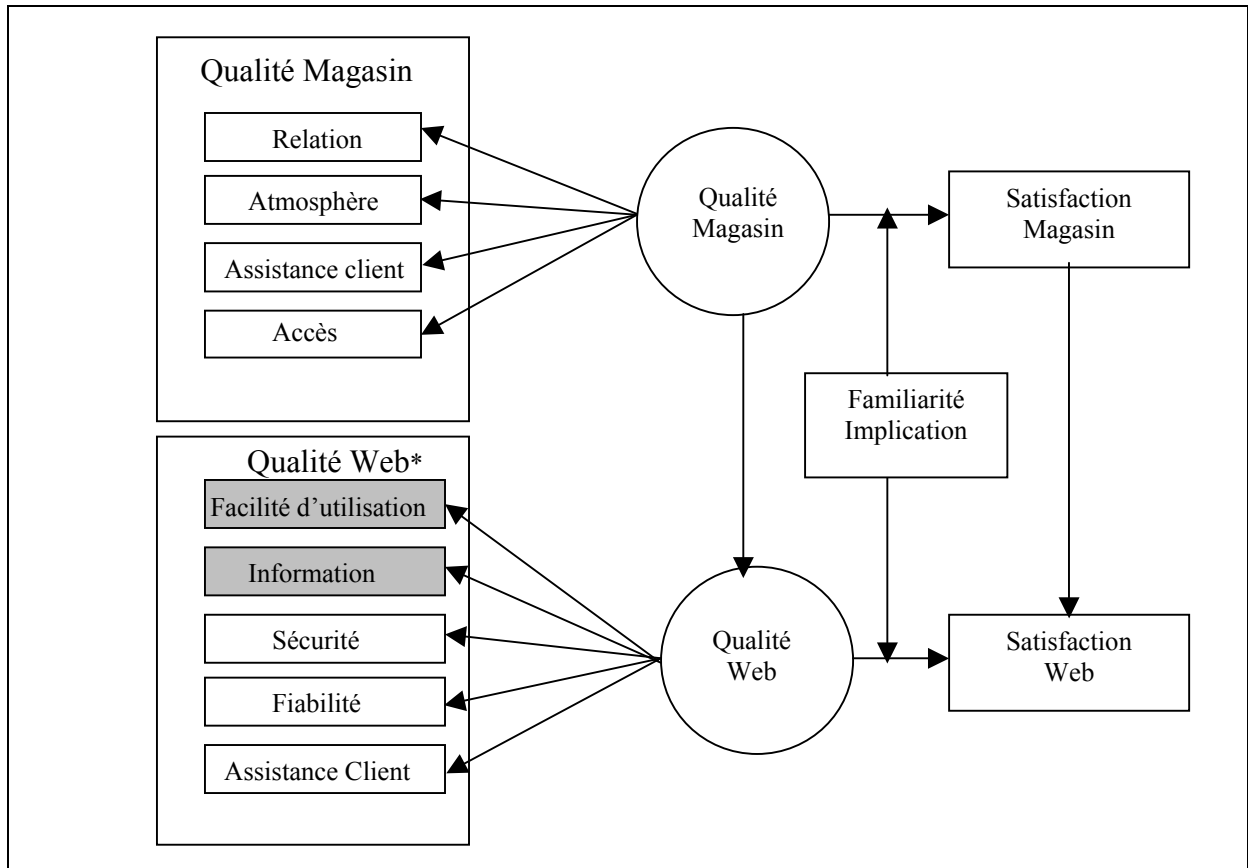 Qualité Magasin
Relation
Atmosphère
Assistance client
Accès
Qualité
Magasin
Satisfaction
Magasin
Familiarité
Implication
Qualité Web*
Facilité d’utilisation
Information
Sécurité
Fiabilité
Assistance Client
Qualité
Web
Satisfaction
Web